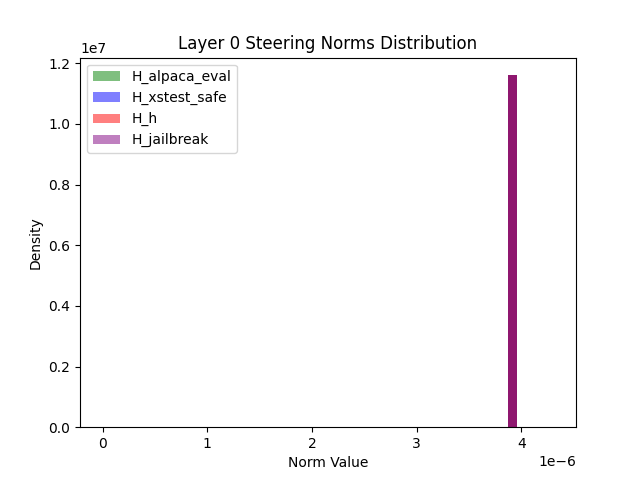 Layer 0 Steering Norms Distribution
1e7
H_alpaca_eval
H_xstest_safe
H_h
H_jailbreak
1.2
1.0
0.8
0.6
0.4
0.2
0.0
Density
0
1
2
3
4
1e−6
Norm Value